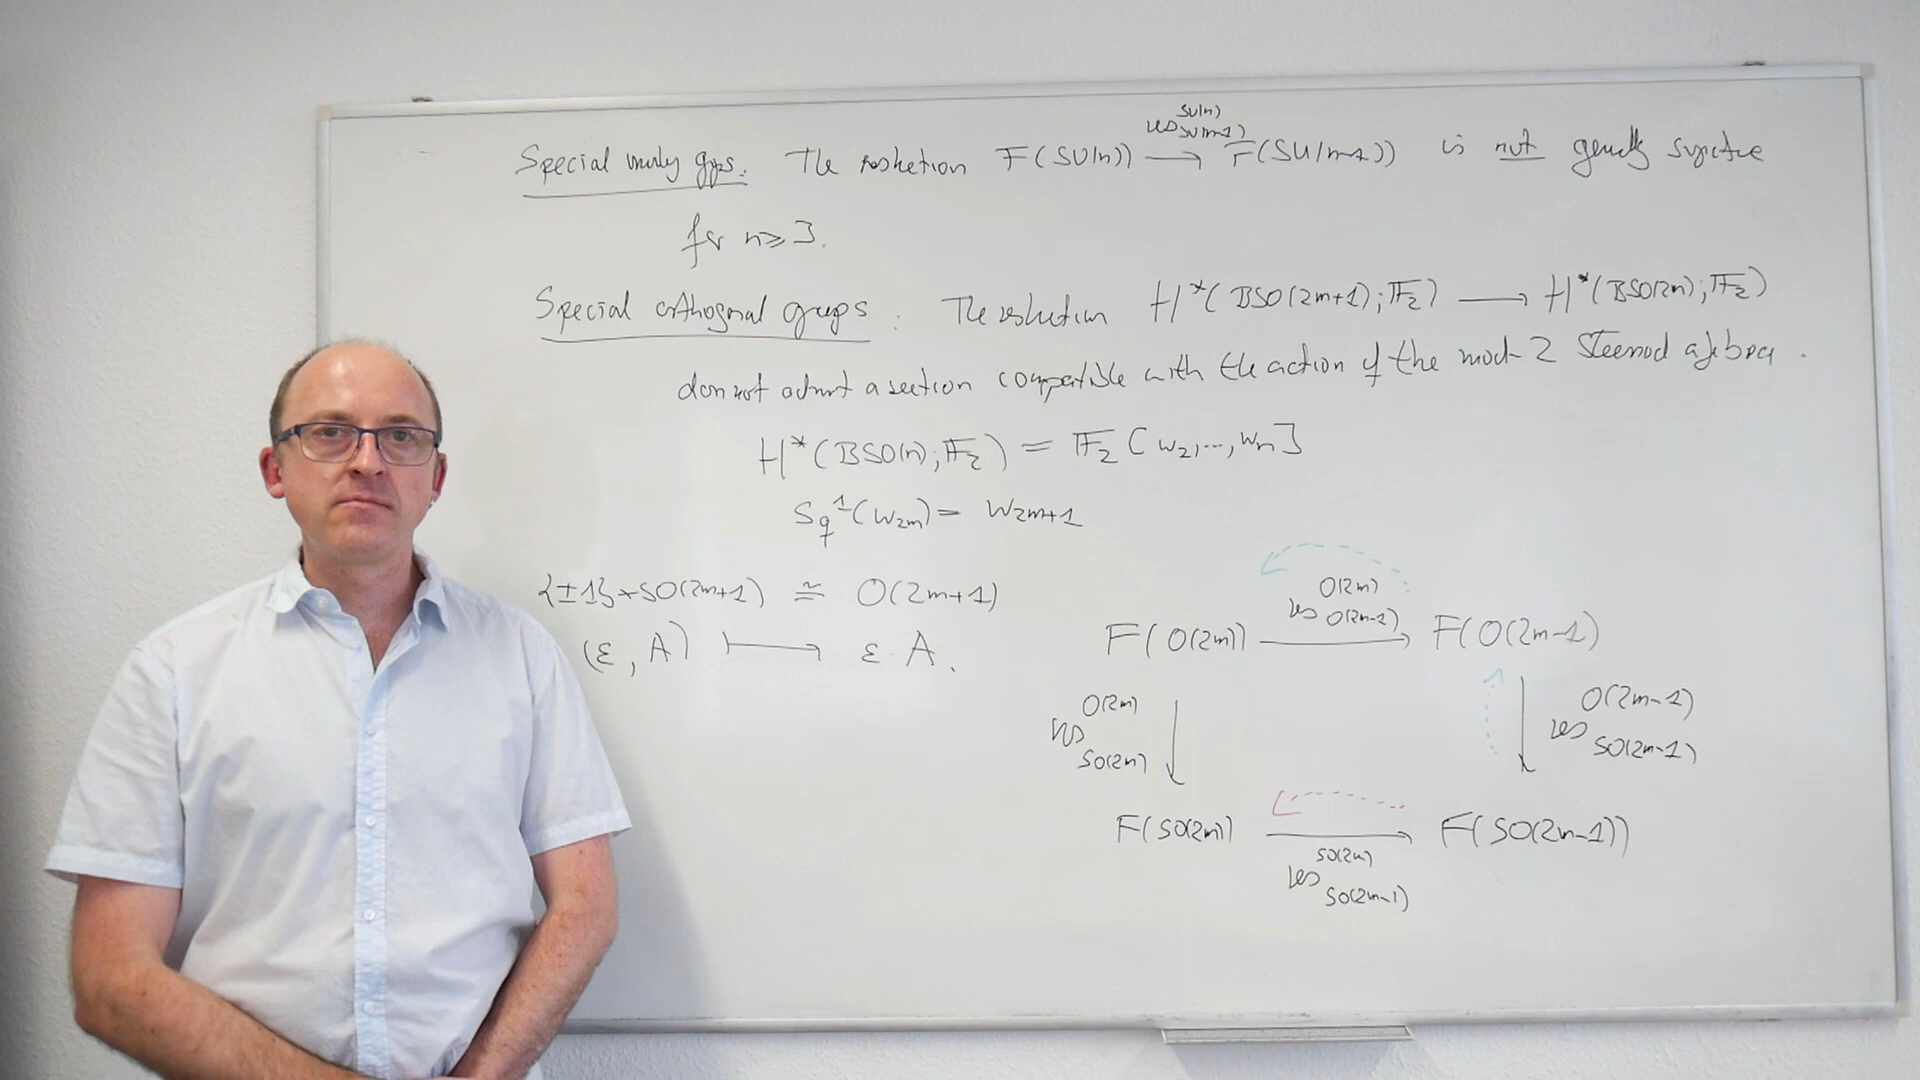 Special unitary gps. The restriction F(SU(n)) → F(SU(n-1)) is not generally surjective
res SU(n) SU(n-1)
for n ≥ 3.
Special orthogonal groups : The restriction H*(BSO(2m+1);𝔽₂) → H*(BSO(2m);𝔽₂)
does not admit a section compatible with the action of the mod-2 Steenrod algebra.
H*(BSO(n);𝔽₂) = 𝔽₂[w₂,...,wₙ]
Sq¹(w₂ₘ) = w₂ₘ₊₁
{±1}×SO(2m+1) ≅ O(2m+1)
(ε, A) ↦ ε·A.
res O(2m) O(2m-1)
F(O(2m)) → F(O(2m-1)
res O(2m) SO(2m)
res O(2m-1) SO(2m-1)
F(SO(2m)) → F(SO(2m-1))
res SO(2m) SO(2m-1)